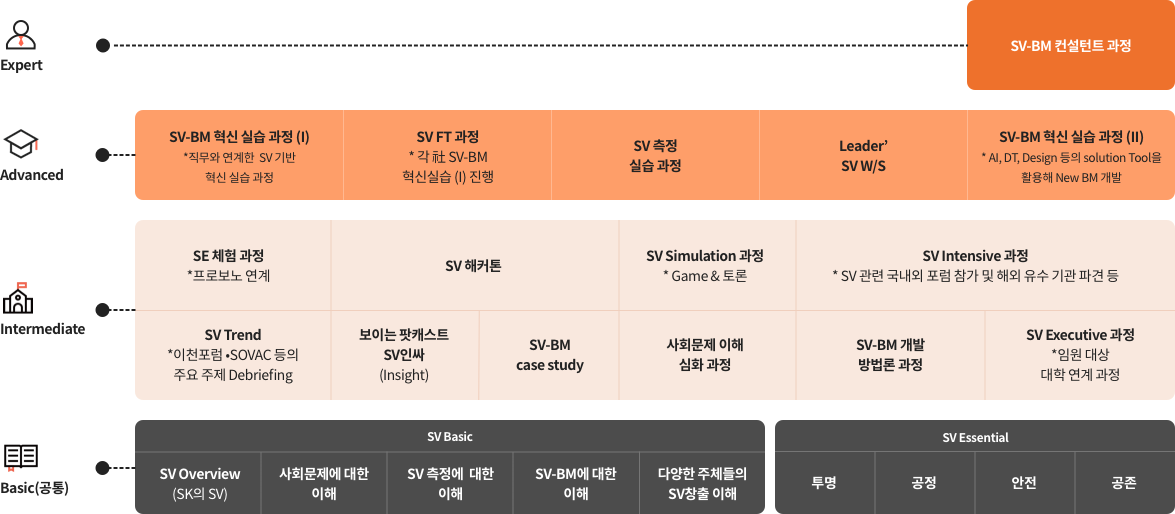 Expert
SV-BM 컨설턴트 과정
Advanced
SV-BM 혁신 실습 과정 (I)
*직무와 연계한 SV 기반
혁신 실습 과정
SV FT 과정
* 각 社 SV-BM
혁신실습 (I) 진행
SV 측정
실습 과정
Leader’
SV W/S
SV-BM 혁신 실습 과정 (II)
* AI, DT, Design 등의 solution Tool을
활용해 New BM 개발
Intermediate
SE 체험 과정
*프로보노 연계
SV 해커톤
SV Simulation 과정
* Game & 토론
SV Intensive 과정
* SV 관련 국내외 포럼 참가 및 해외 유수 기관 파견 등
SV Trend
*이천포럼 •SOVAC 등의
주요 주제 Debriefing
보이는 팟캐스트
SV인싸
(Insight)
SV-BM
case study
사회문제 이해
심화 과정
SV-BM 개발
방법론 과정
SV Executive 과정
*임원 대상
대학 연계 과정
Basic(공통)
SV Basic
SV Overview
(SK의 SV)
사회문제에 대한
이해
SV 측정에 대한
이해
SV-BM에 대한
이해
다양한 주체들의
SV창출 이해
SV Essential
투명
공정
안전
공존